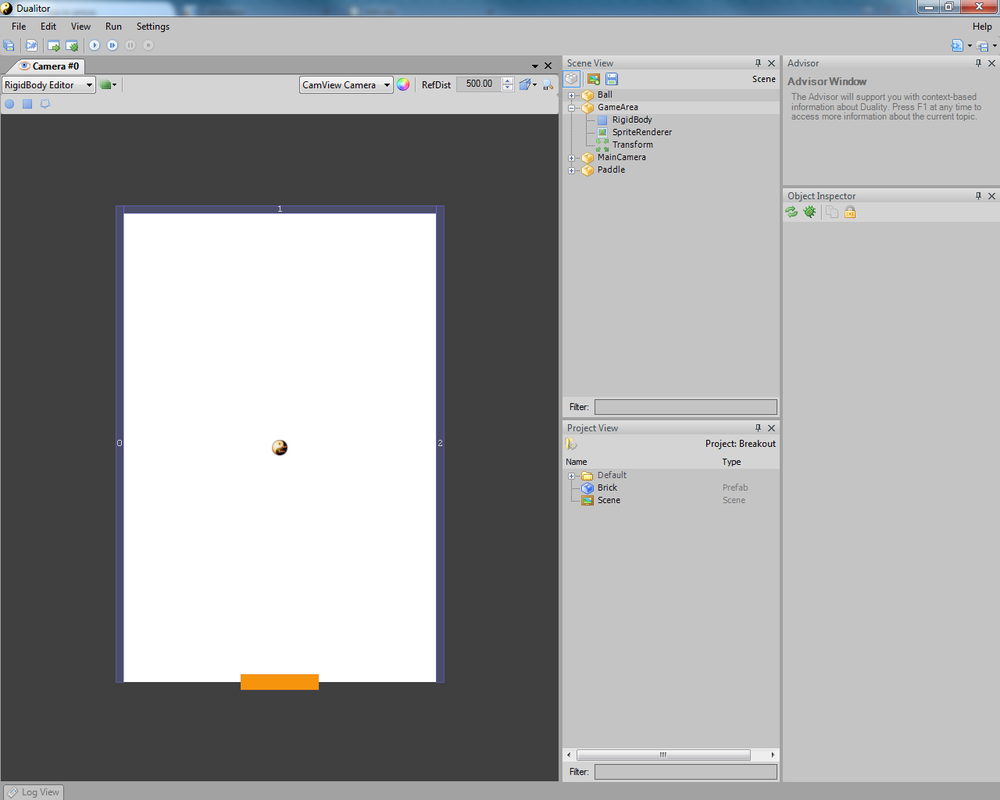 Dualitor
File Edit View Run Settings Help
Camera #0
RigidBody Editor CamView Camera RefDist 500.00
1
0
2
Log View
Scene View
Scene
Ball
GameArea
RigidBody
SpriteRenderer
Transform
MainCamera
Paddle
Filter:
Project View
Project: Breakout
Name Type
Default
Brick Prefab
Scene Scene
Filter:
Advisor
Advisor Window
The Advisor will support you with context-based
information about Duality. Press F1 at any time to
access more information about the current topic.
Object Inspector